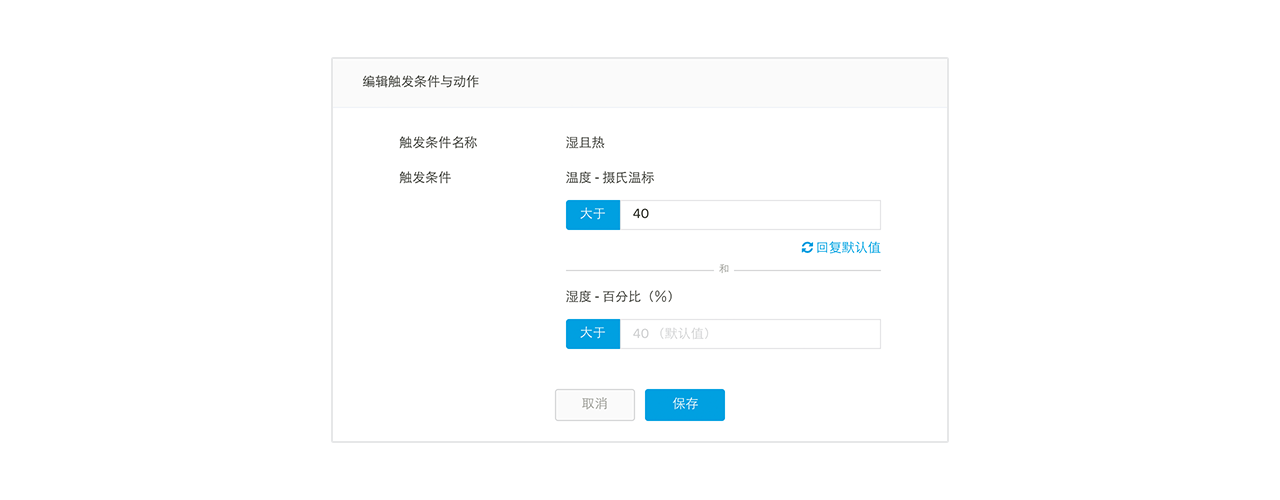 编辑触发条件与动作
触发条件名称 湿且热
触发条件 温度 - 摄氏温标
大于 40
回复默认值
和
湿度 - 百分比（%）
大于 40（默认值）
取消 保存